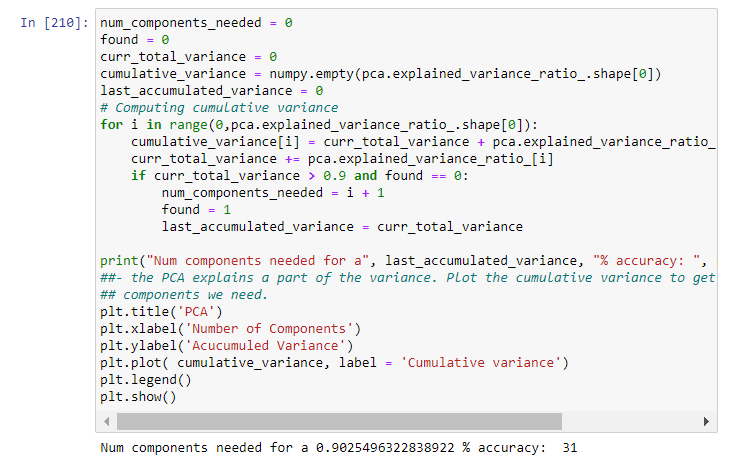 In [210]: num_components_needed = 0
found = 0
curr_total_variance = 0
cumulative_variance = numpy.empty(pca.explained_variance_ratio_.shape[0])
last_accumulated_variance = 0
# Computing cumulative variance
for i in range(0,pca.explained_variance_ratio_.shape[0]):
    cumulative_variance[i] = curr_total_variance + pca.explained_variance_ratio_
    curr_total_variance += pca.explained_variance_ratio_[i]
    if curr_total_variance > 0.9 and found == 0:
        num_components_needed = i + 1
        found = 1
        last_accumulated_variance = curr_total_variance
print("Num components needed for a", last_accumulated_variance, "% accuracy: ",
##- the PCA explains a part of the variance. Plot the cumulative variance to get
## components we need.
plt.title('PCA')
plt.xlabel('Number of Components')
plt.ylabel('Acucumuled Variance')
plt.plot( cumulative_variance, label = 'Cumulative variance')
plt.legend()
plt.show()
Num components needed for a 0.9025496322838922 % accuracy:  31